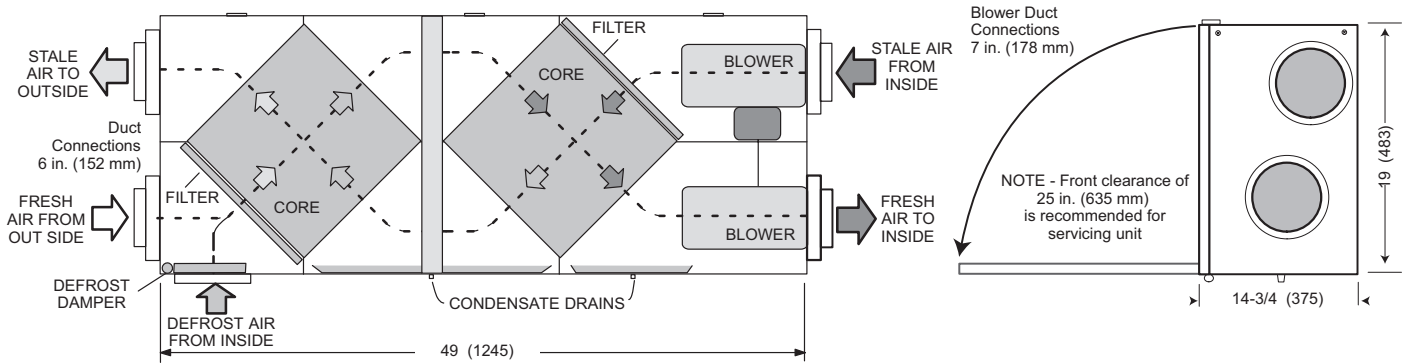 STALE
AIR TO
OUTSIDE
Duct
Connections
6 in. (152 mm)
FILTER
FRESH
AIR FROM
OUT SIDE
DEFROST
DAMPER
DEFROST AIR
FROM INSIDE
CORE
CORE
FILTER
BLOWER
BLOWER
CONDENSATE DRAINS
49 (1245)
STALE AIR
FROM
INSIDE
FRESH
AIR TO
INSIDE
Blower Duct
Connections
7 in. (178 mm)
NOTE - Front clearance of
25 in. (635 mm)
is recommended for
servicing unit
19 (483)
14-3/4 (375)